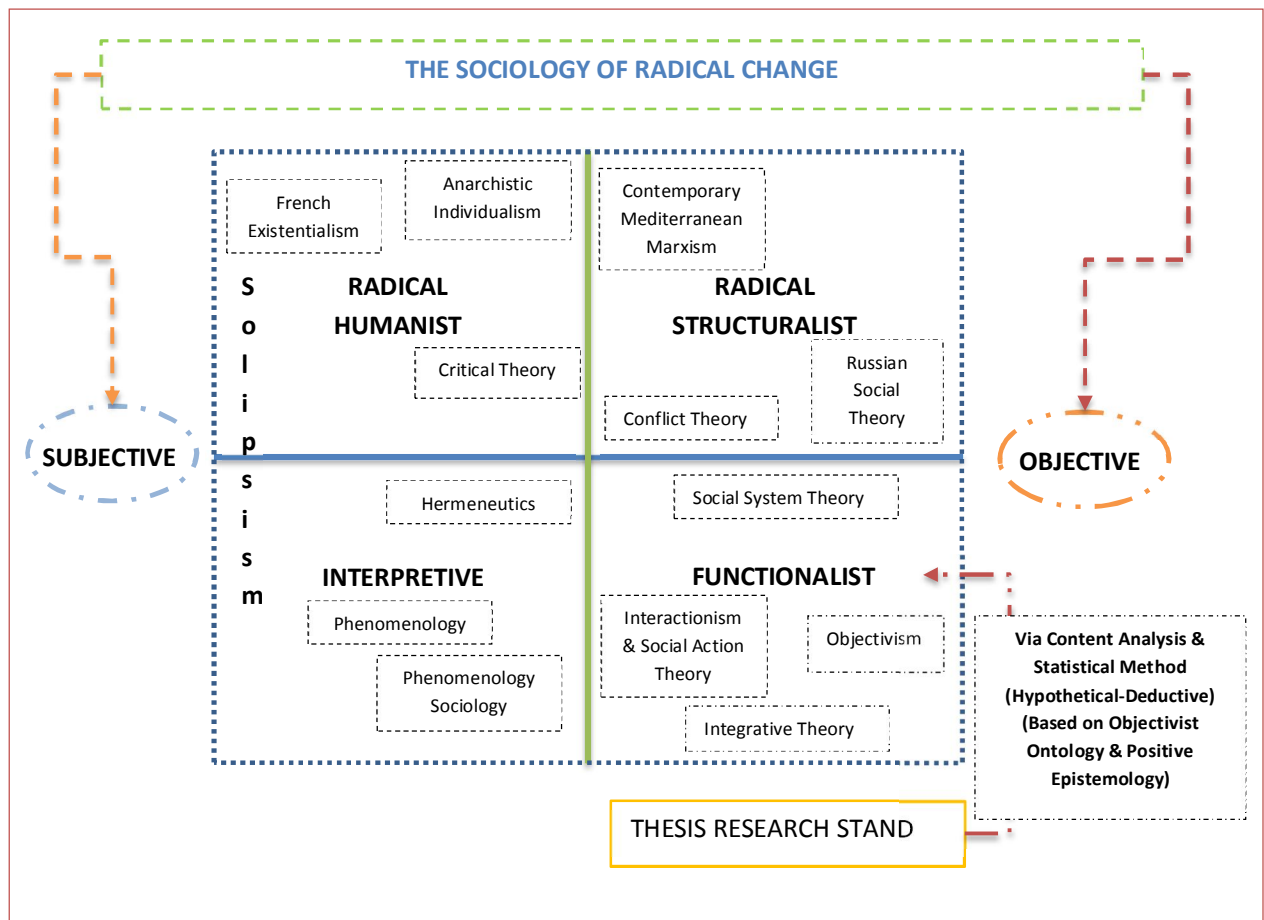 THE SOCIOLOGY OF RADICAL CHANGE
French
Existentialism
Anarchistic
Individualism
Contemporary
Mediterranean
Marxism
Solipsism
RADICAL
HUMANIST
RADICAL
STRUCTURALIST
Critical Theory
Russian
Social
Theory
Conflict Theory
SUBJECTIVE
OBJECTIVE
Hermeneutics
Social System Theory
INTERPRETIVE
FUNCTIONALIST
Phenomenology
Interactionism
& Social Action
Theory
Objectivism
Phenomenology
Sociology
Integrative Theory
Via Content Analysis &
Statistical Method
(Hypothetical-Deductive)
(Based on Objectivist
Ontology & Positive
Epistemology)
THESIS RESEARCH STAND